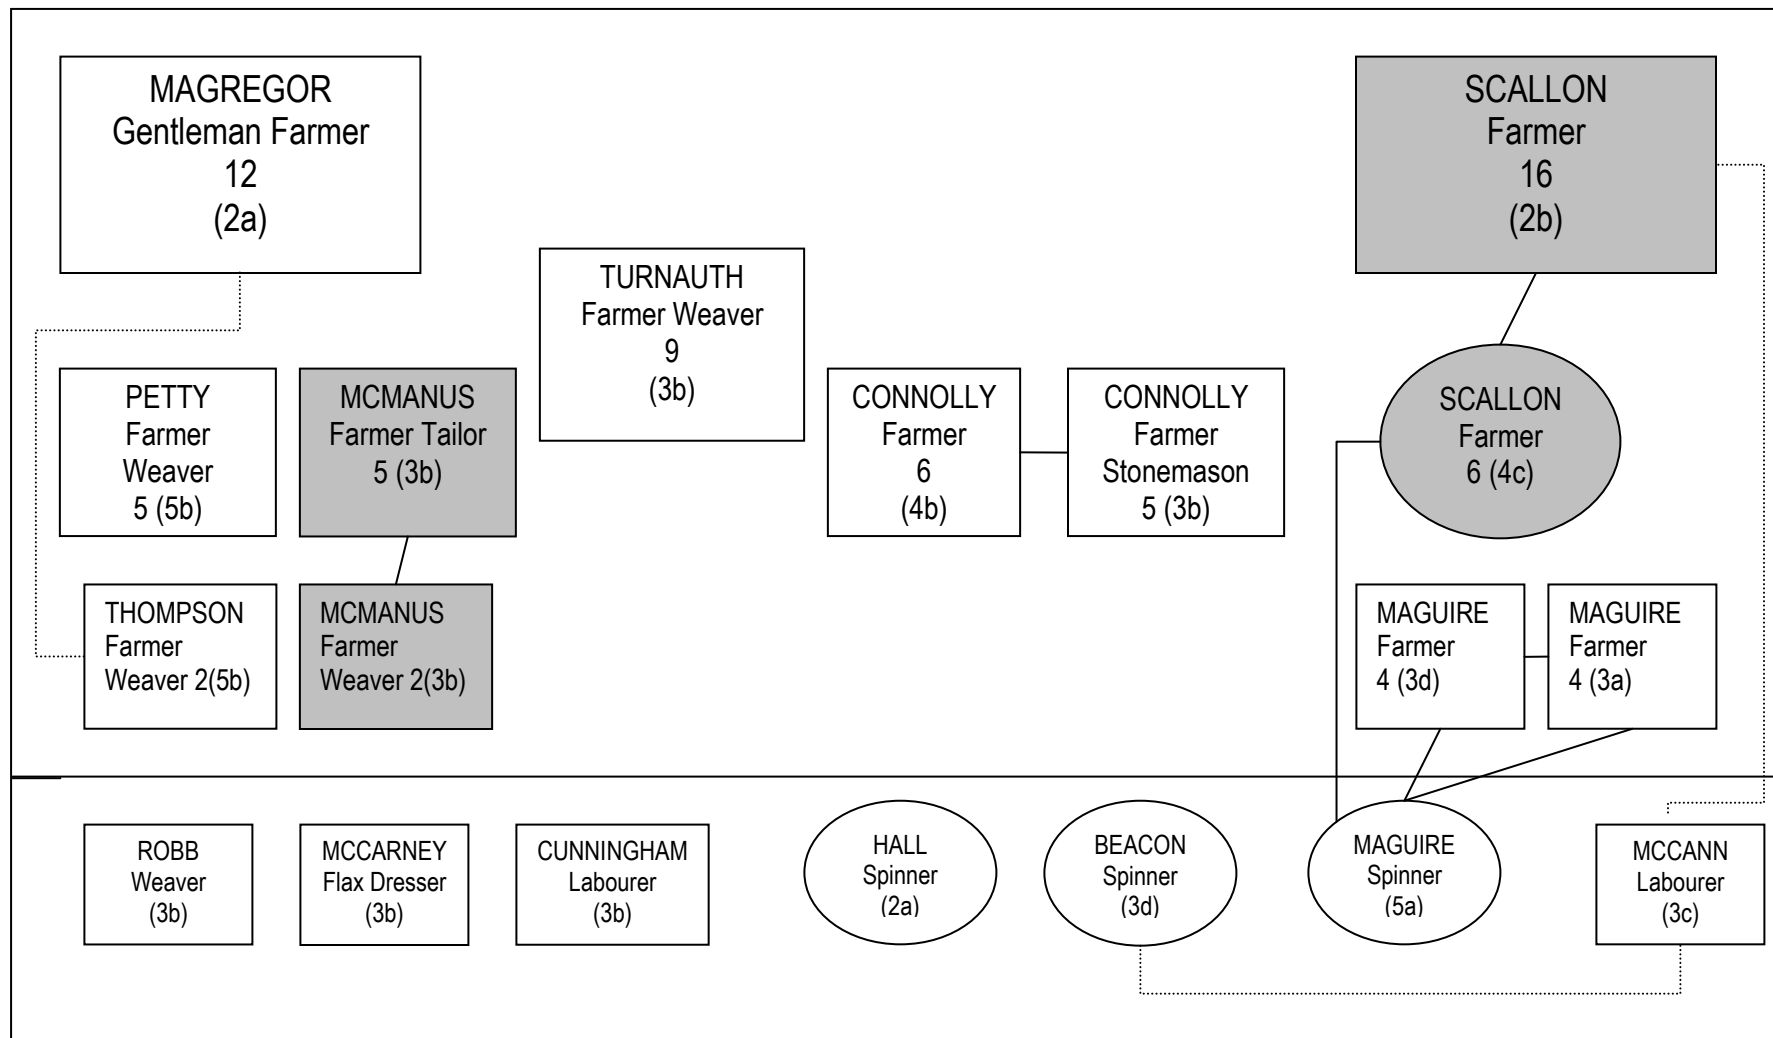 MAGREGOR
Gentleman Farmer
12
(2a)
SCALLON
Farmer
16
(2b)
TURNAUTH
Farmer Weaver
9
(3b)
PETTY
Farmer
Weaver
5 (5b)
MCMANUS
Farmer Tailor
5 (3b)
CONNOLLY
Farmer
6
(4b)
CONNOLLY
Farmer
Stonemason
5 (3b)
SCALLON
Farmer
6 (4c)
THOMPSON
Farmer
Weaver 2(5b)
MCMANUS
Farmer
Weaver 2(3b)
MAGUIRE
Farmer
4 (3d)
MAGUIRE
Farmer
4 (3a)
ROBB
Weaver
(3b)
MCCARNEY
Flax Dresser
(3b)
CUNNINGHAM
Labourer
(3b)
HALL
Spinner
(2a)
BEACON
Spinner
(3d)
MAGUIRE
Spinner
(5a)
MCCANN
Labourer
(3c)